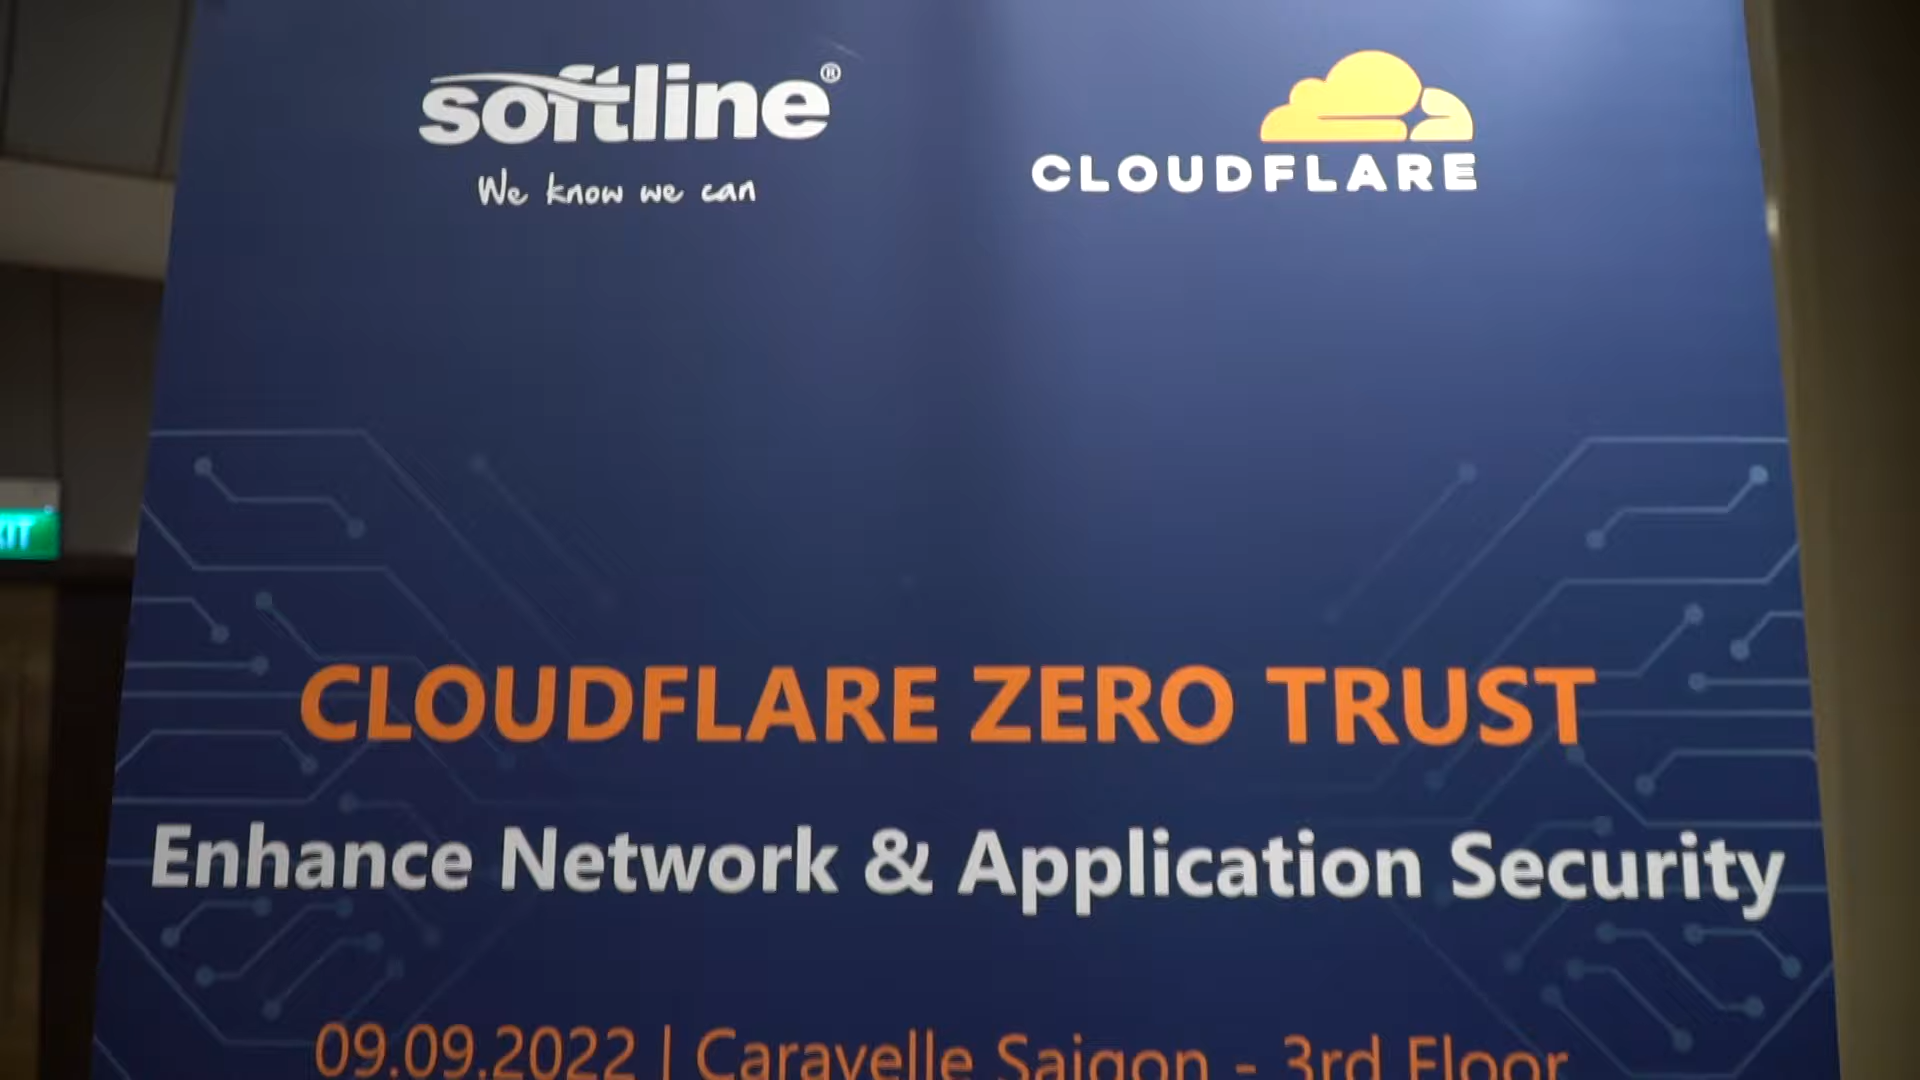 softline®
We know we can
CLOUDFLARE
XIT
CLOUDFLARE ZERO TRUST
Enhance Network & Application Security
09.09.2022 | Caravelle Saigon - 3rd Floor